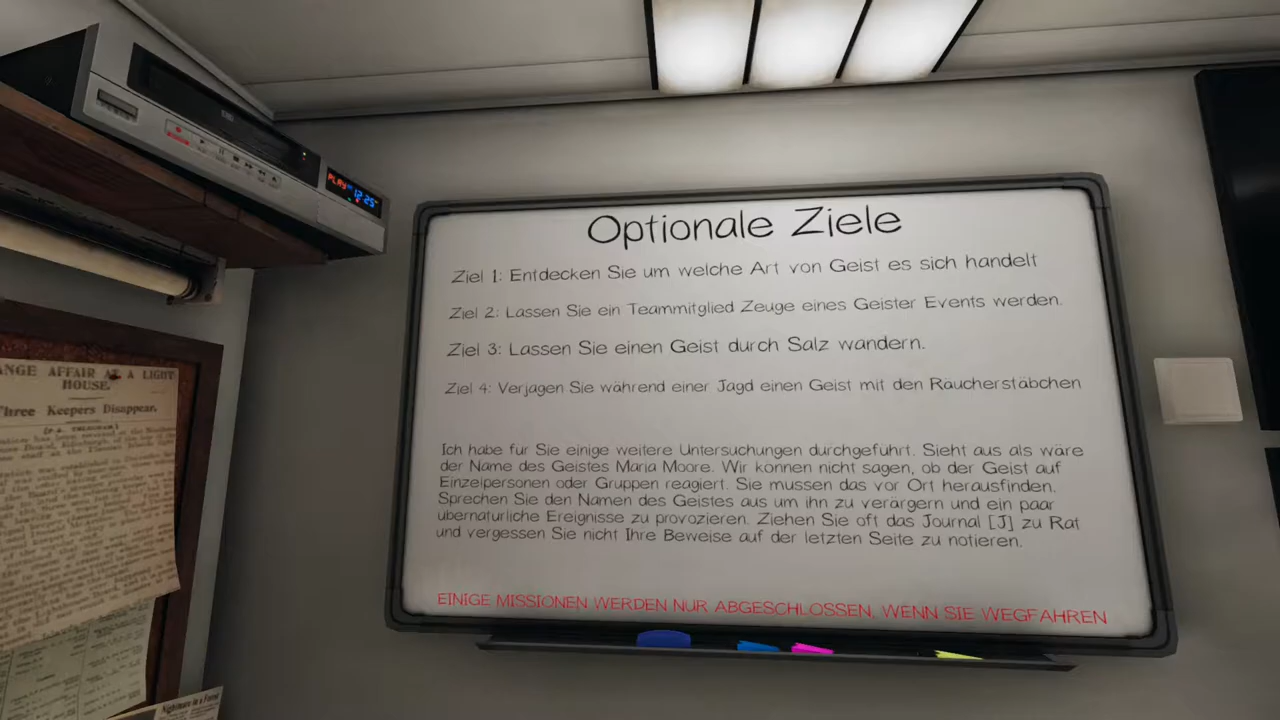 Optionale Ziele
Ziel 1: Entdecken Sie um welche Art von Geist es sich handelt
Ziel 2: Lassen Sie ein Teammitglied Zeuge eines Geister Events werden.
Ziel 3: Lassen Sie einen Geist durch Salz wandern.
Ziel 4: Verjagen Sie während einer Jagd einen Geist mit den Raucherstäbchen
Ich habe fur Sie einige weitere Untersuchungen durchgeführt. Sieht aus als wäre
der Name des Geistes Maria Moore. Wir können nicht sagen, ob der Geist auf
Einzelpersonen oder Gruppen reagiert. Sie mussen das vor Ort herausfinden.
Sprechen Sie den Namen des Geistes aus um ihn zu verärgern und ein paar
ubernaturliche Ereignisse zu provozieren. Ziehen Sie oft das Journal [J] zu Rat
und vergessen Sie nicht Ihre Beweise auf der letzten Seite zu notieren.
EINIGE MISSIONEN WERDEN NUR ABGESCHLOSSEN, WENN SIE WEGFAHREN
PLAY 12:25
ANGE AFFAIR AT A LIGHT
HOUSE
Three Keepers Disappear.
Nightmare in a Forest